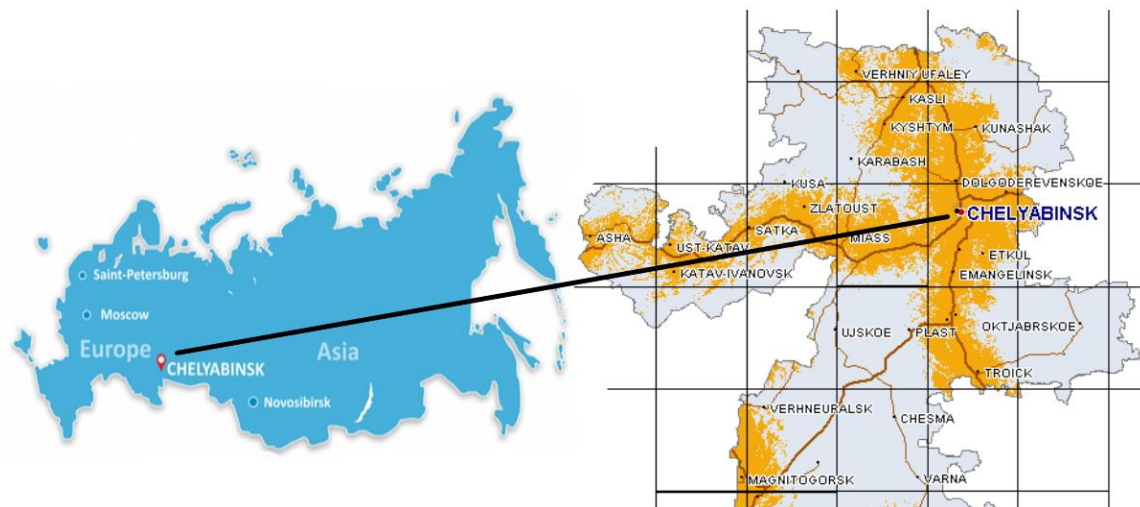 Saint-Petersburg
Moscow
Europe
Asia
CHELYABINSK
Novosibirsk
VERHNIY UFALEY
KASLI
KYSHTYM
KUNASHAK
KARABASH
KUSA
DOLGODEREVENSKOE
ZLATOUST
CHELYABINSK
ASHA
UST-KATAV
SATKA
MIASS
ETKUL
KATAV-IVANOVSK
EMANGELINSK
UJSKOE
PLAST
OKTJABRSKOE
TROICK
VERHNEURALSK
CHESMA
MAGNITOGORSK
VARNA